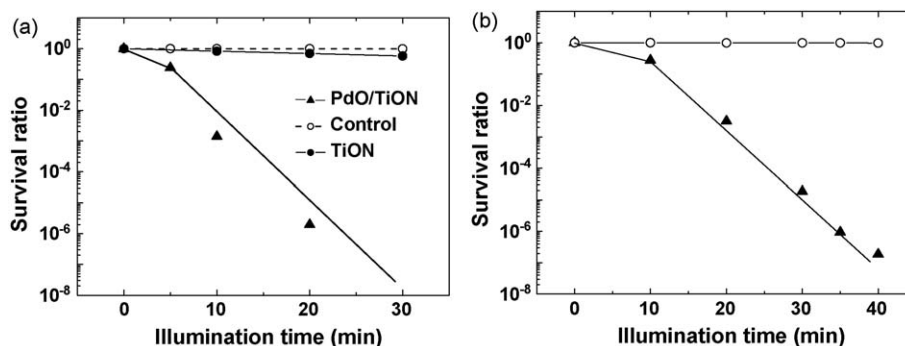 (a)
Survival ratio
10^0
10^-2
10^-4
10^-6
10^-8
PdO/TiON
Control
TiON
0 10 20 30
Illumination time (min)
(b)
Survival ratio
10^0
10^-2
10^-4
10^-6
10^-8
0 10 20 30 40
Illumination time (min)